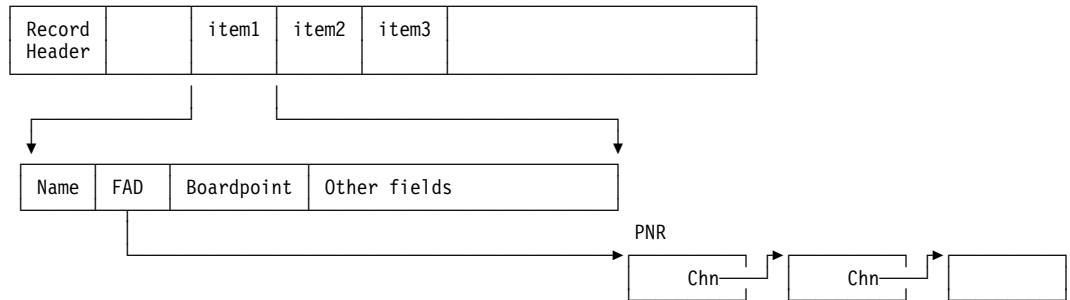 Record item1 item2 item3
Header
Name FAD Boardpoint Other fields
PNR
Chn Chn